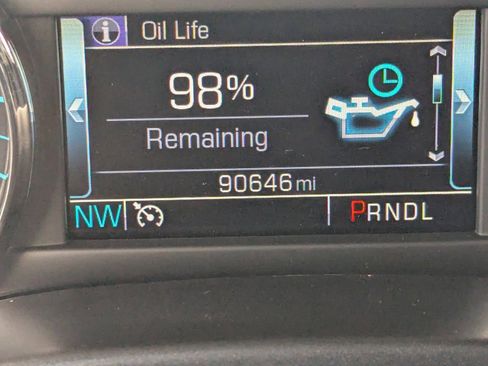 Oil Life
98%
Remaining
90646 mi
NW
PRNDL